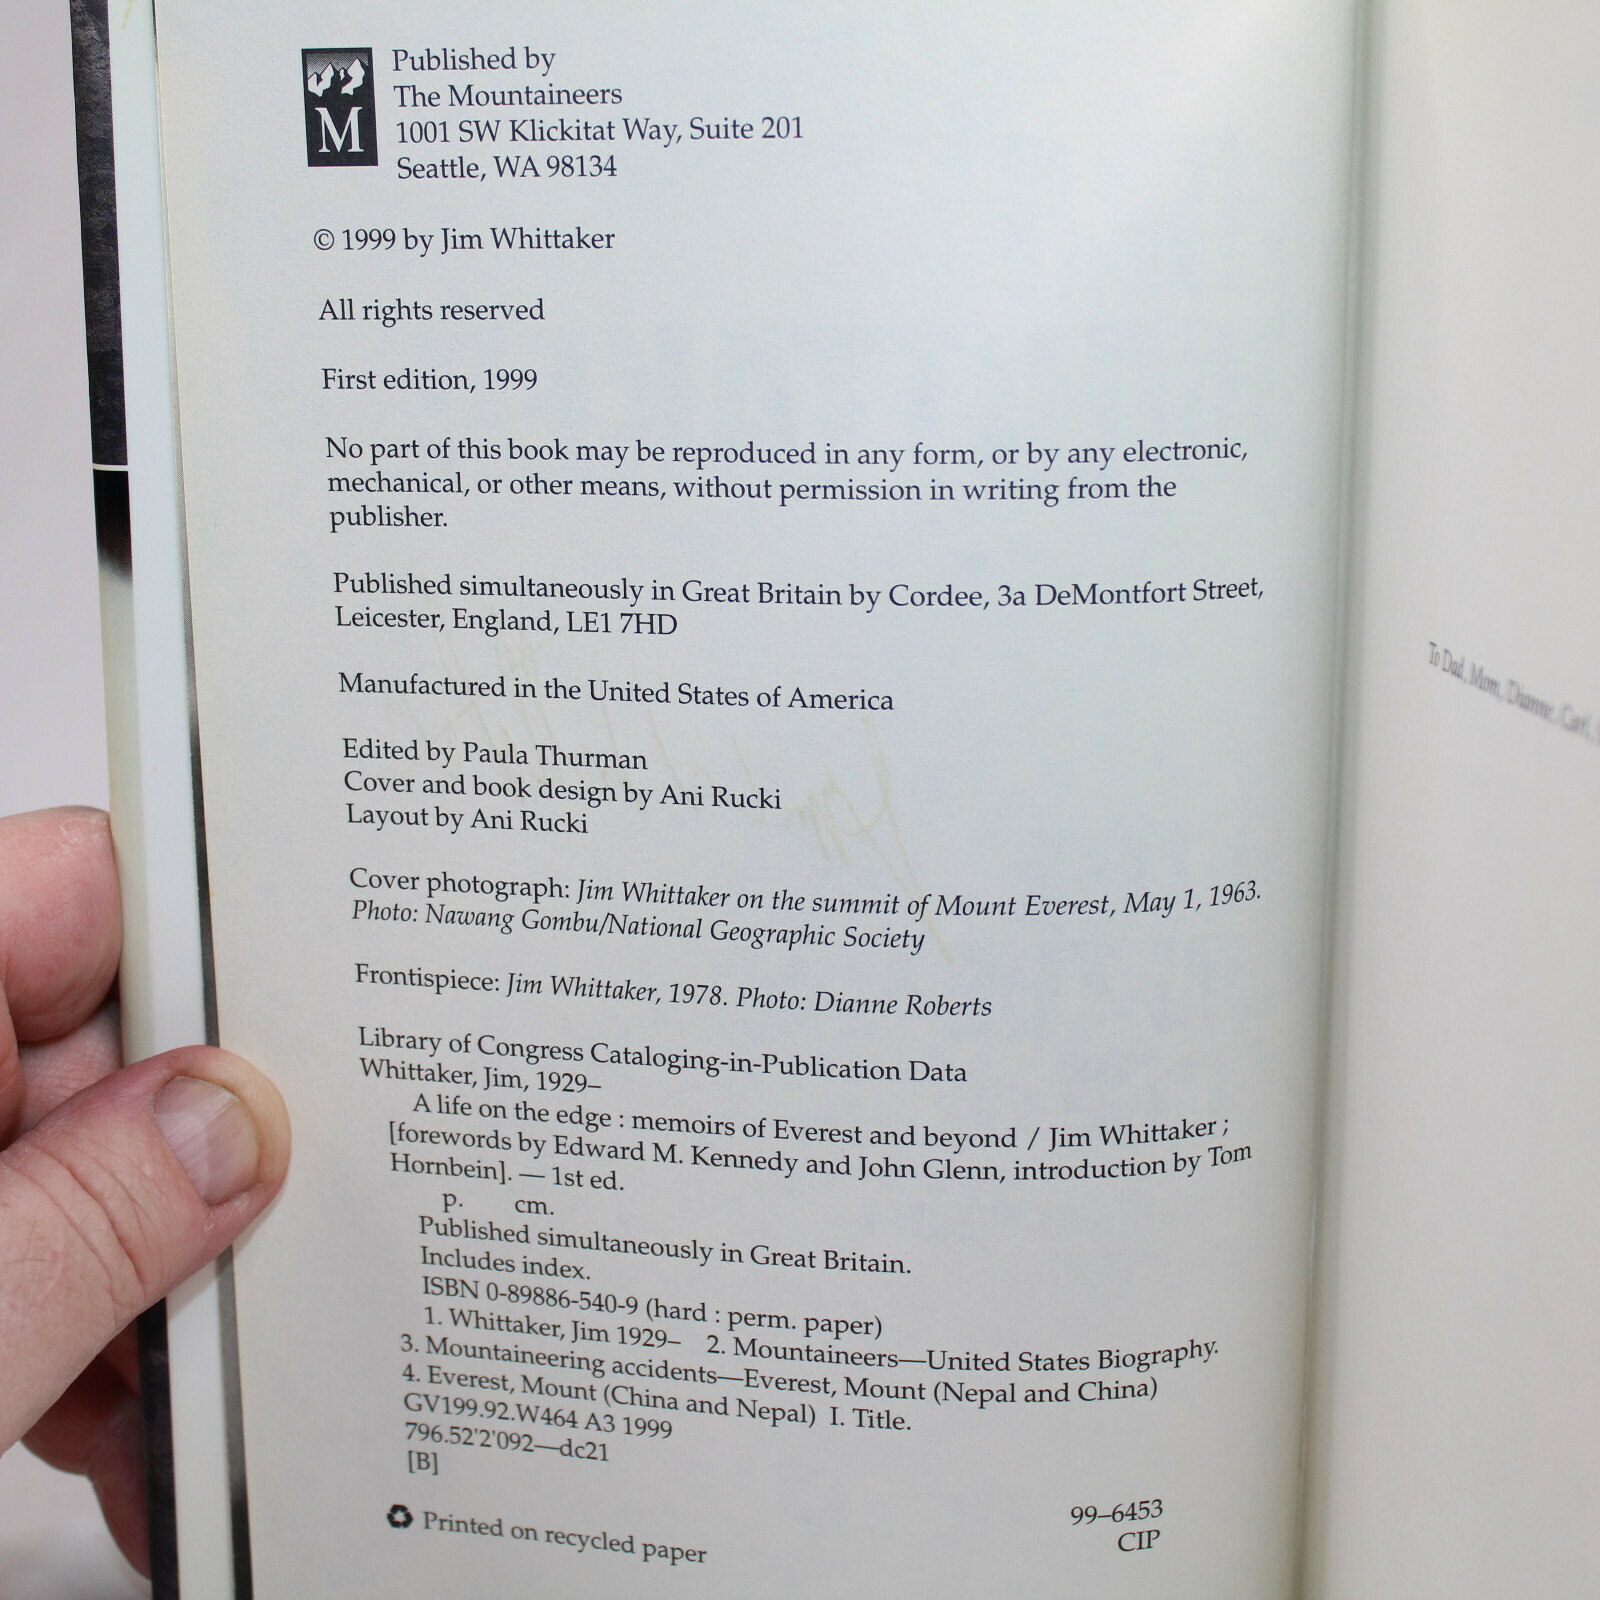 M
Published by
The Mountaineers
1001 SW Klickitat Way, Suite 201
Seattle, WA 98134
© 1999 by Jim Whittaker
All rights reserved
First edition, 1999
No part of this book may be reproduced in any form, or by any electronic,
mechanical, or other means, without permission in writing from the
publisher.
Published simultaneously in Great Britain by Cordee, 3a DeMontfort Street,
Leicester, England, LE1 7HD
Manufactured in the United States of America
Edited by Paula Thurman
Cover and book design by Ani Rucki
Layout by Ani Rucki
Cover photograph: Jim Whittaker on the summit of Mount Everest, May 1, 1963.
Photo: Nawang Gombu/National Geographic Society
Frontispiece: Jim Whittaker, 1978. Photo: Dianne Roberts
Library of Congress Cataloging-in-Publication Data
Whittaker, Jim, 1929–
A life on the edge : memoirs of Everest and beyond / Jim Whittaker ;
[forewords by Edward M. Kennedy and John Glenn, introduction by Tom
Hornbein]. — 1st ed.
p. cm.
Published simultaneously in Great Britain.
Includes index.
ISBN 0-89886-540-9 (hard : perm. paper)
1. Whittaker, Jim 1929– 2. Mountaineers—United States Biography.
3. Mountaineering accidents—Everest, Mount (Nepal and China)
4. Everest, Mount (China and Nepal) I. Title.
GV199.92.W464 A3 1999
796.52'2'092—dc21
[B]
99–6453
CIP
Printed on recycled paper
To Dad, Mom, Dianne, Carl,